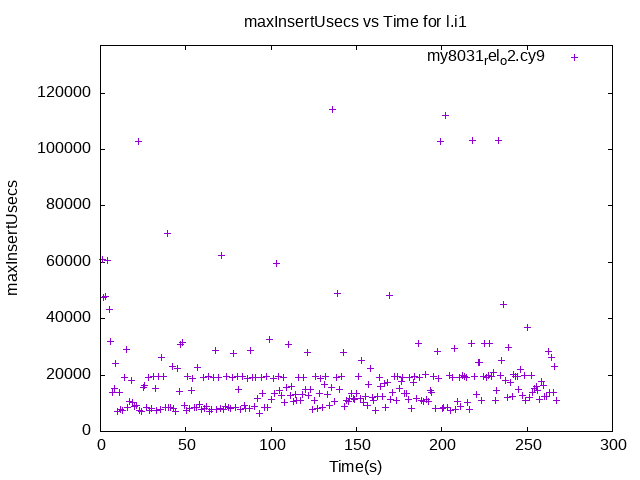 maxInsertUsecs vs Time for l.i1
my8031relo2.cy9
120000
100000
80000
60000
40000
20000
0
maxInsertUsecs
0 50 100 150 200 250 300
Time(s)